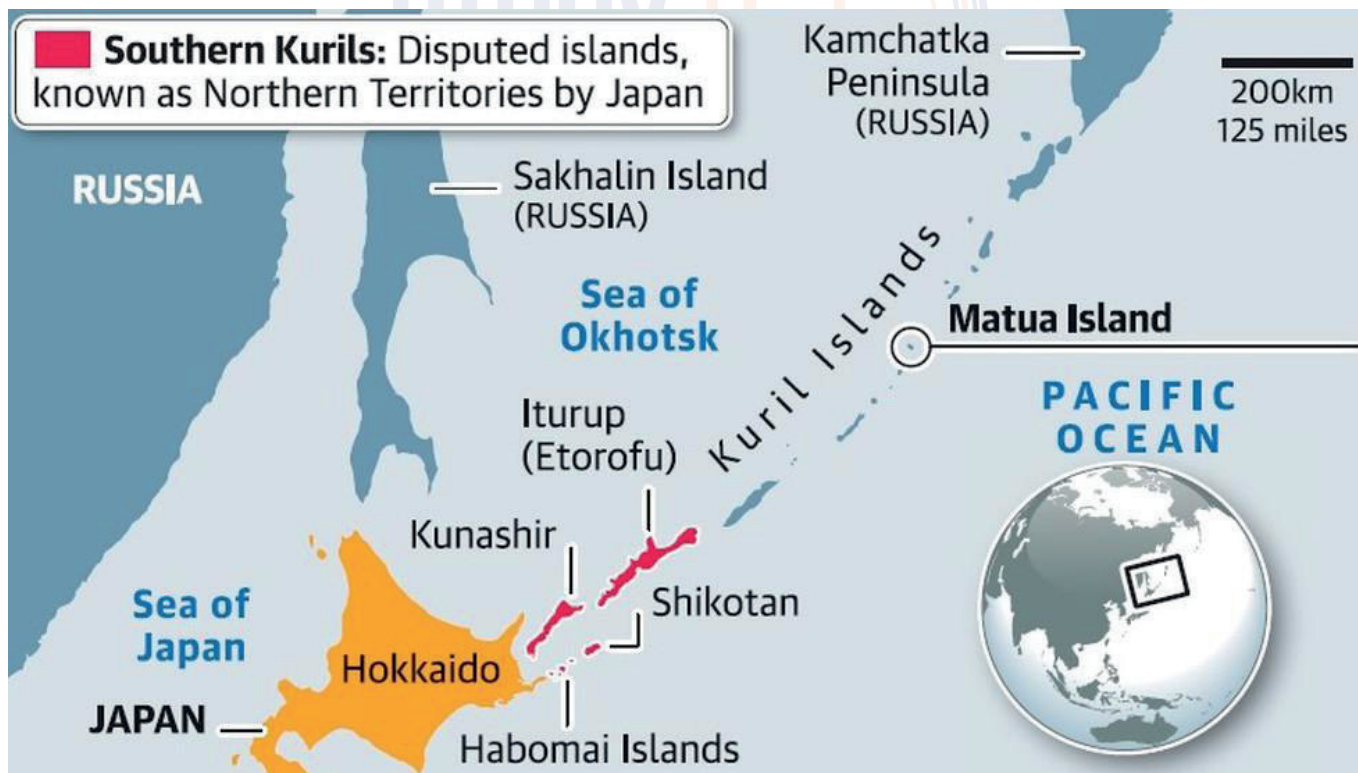 Southern Kurils: Disputed islands,
known as Northern Territories by Japan
Kamchatka
Peninsula
(RUSSIA)
200km
125 miles
RUSSIA
Sakhalin Island
(RUSSIA)
Sea of
Okhotsk
Kuril Islands
Matua Island
PACIFIC
OCEAN
Iturup
(Etorofu)
Kunashir
Shikotan
Sea of
Japan
Hokkaido
JAPAN
Habomai Islands